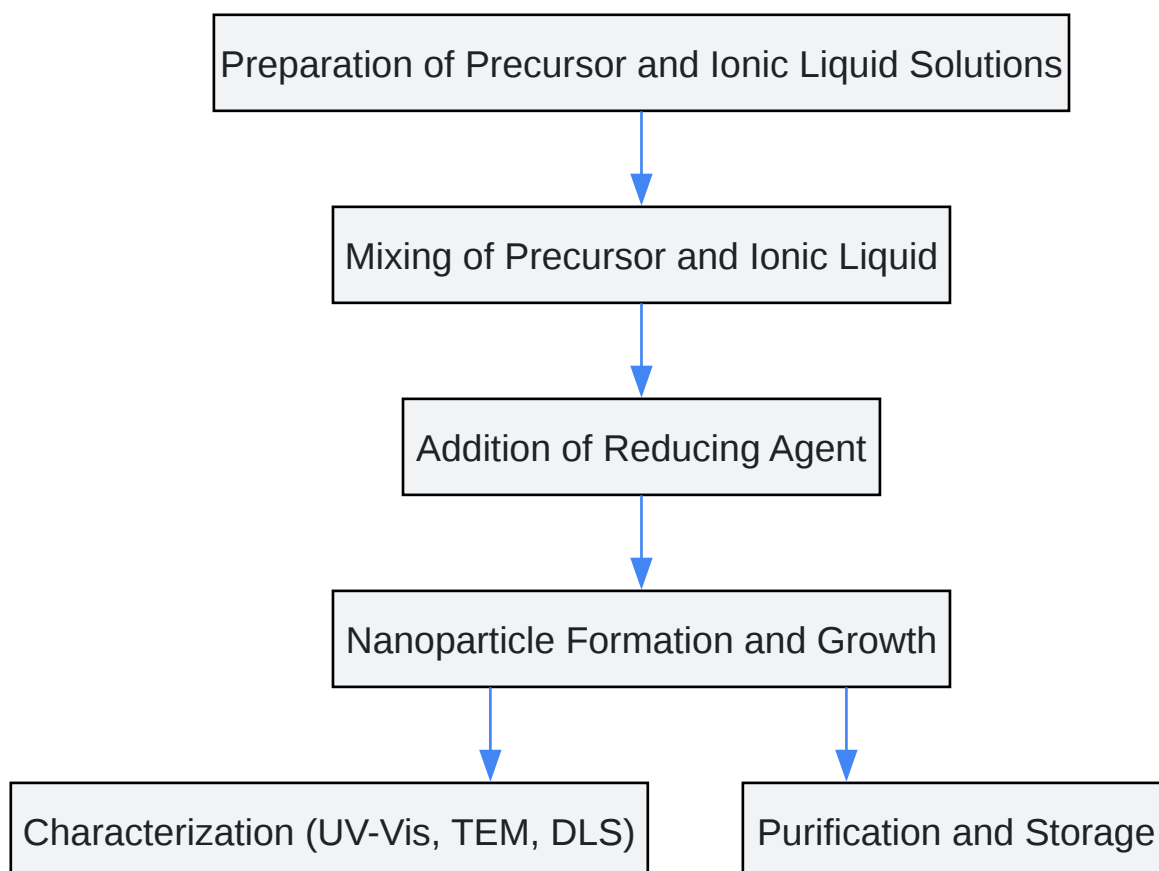 Preparation of Precursor and Ionic Liquid Solutions
Mixing of Precursor and Ionic Liquid
Addition of Reducing Agent
Nanoparticle Formation and Growth
Characterization (UV-Vis, TEM, DLS)
Purification and Storage